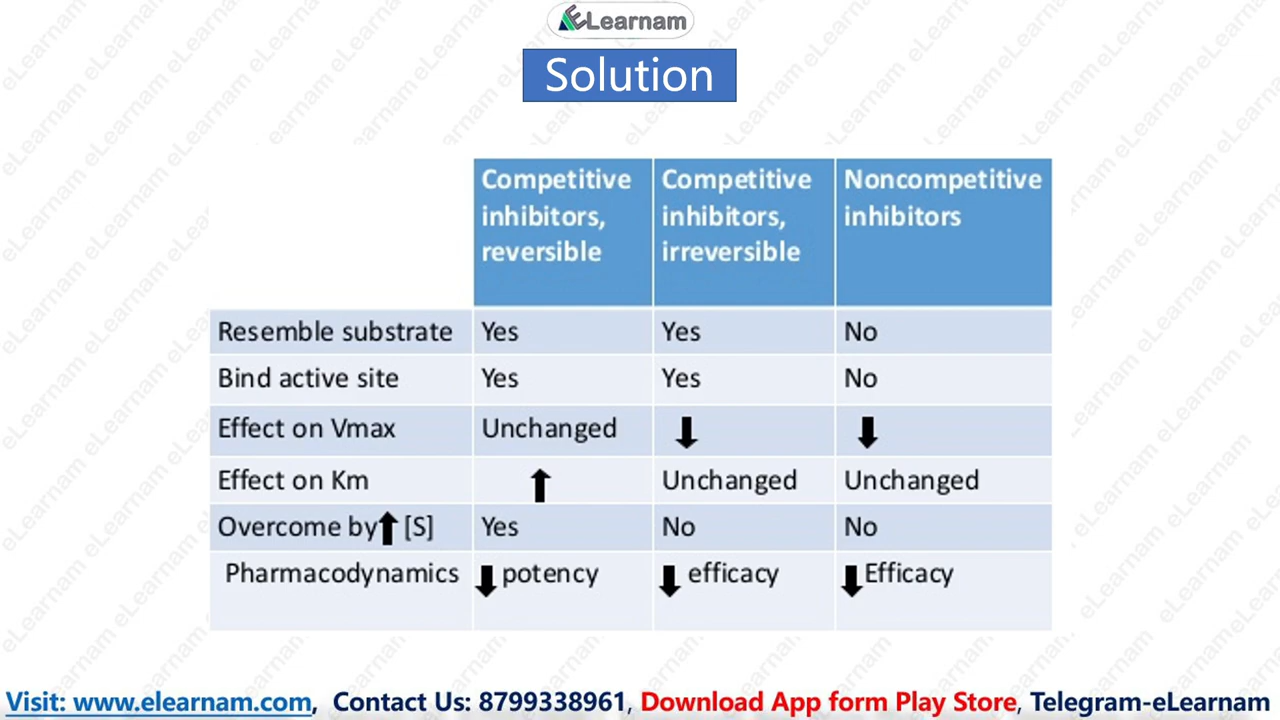 ELearnam
Solution
Competitive inhibitors, reversible Competitive inhibitors, irreversible Noncompetitive inhibitors
Resemble substrate Yes Yes No
Bind active site Yes Yes No
Effect on Vmax Unchanged ⬇ ⬇
Effect on Km ⬆ Unchanged Unchanged
Overcome by⬆ [S] Yes No No
Pharmacodynamics ⬇ potency ⬇ efficacy ⬇ Efficacy
Visit: www.elearnam.com, Contact Us: 8799338961, Download App form Play Store, Telegram-eLearnam